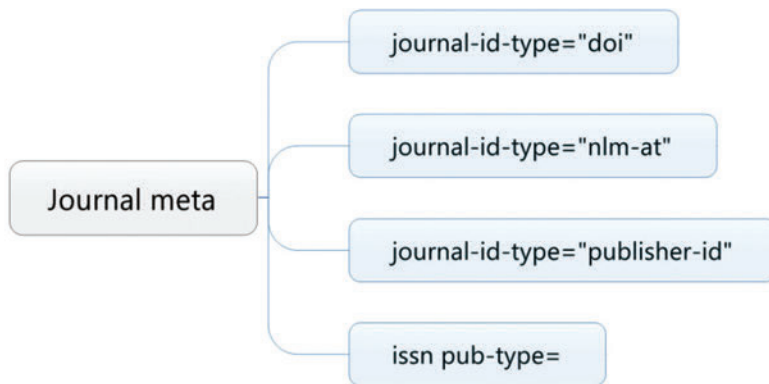 journal-id-type="doi"
journal-id-type="nlm-at"
Journal meta
journal-id-type="publisher-id"
issn pub-type=